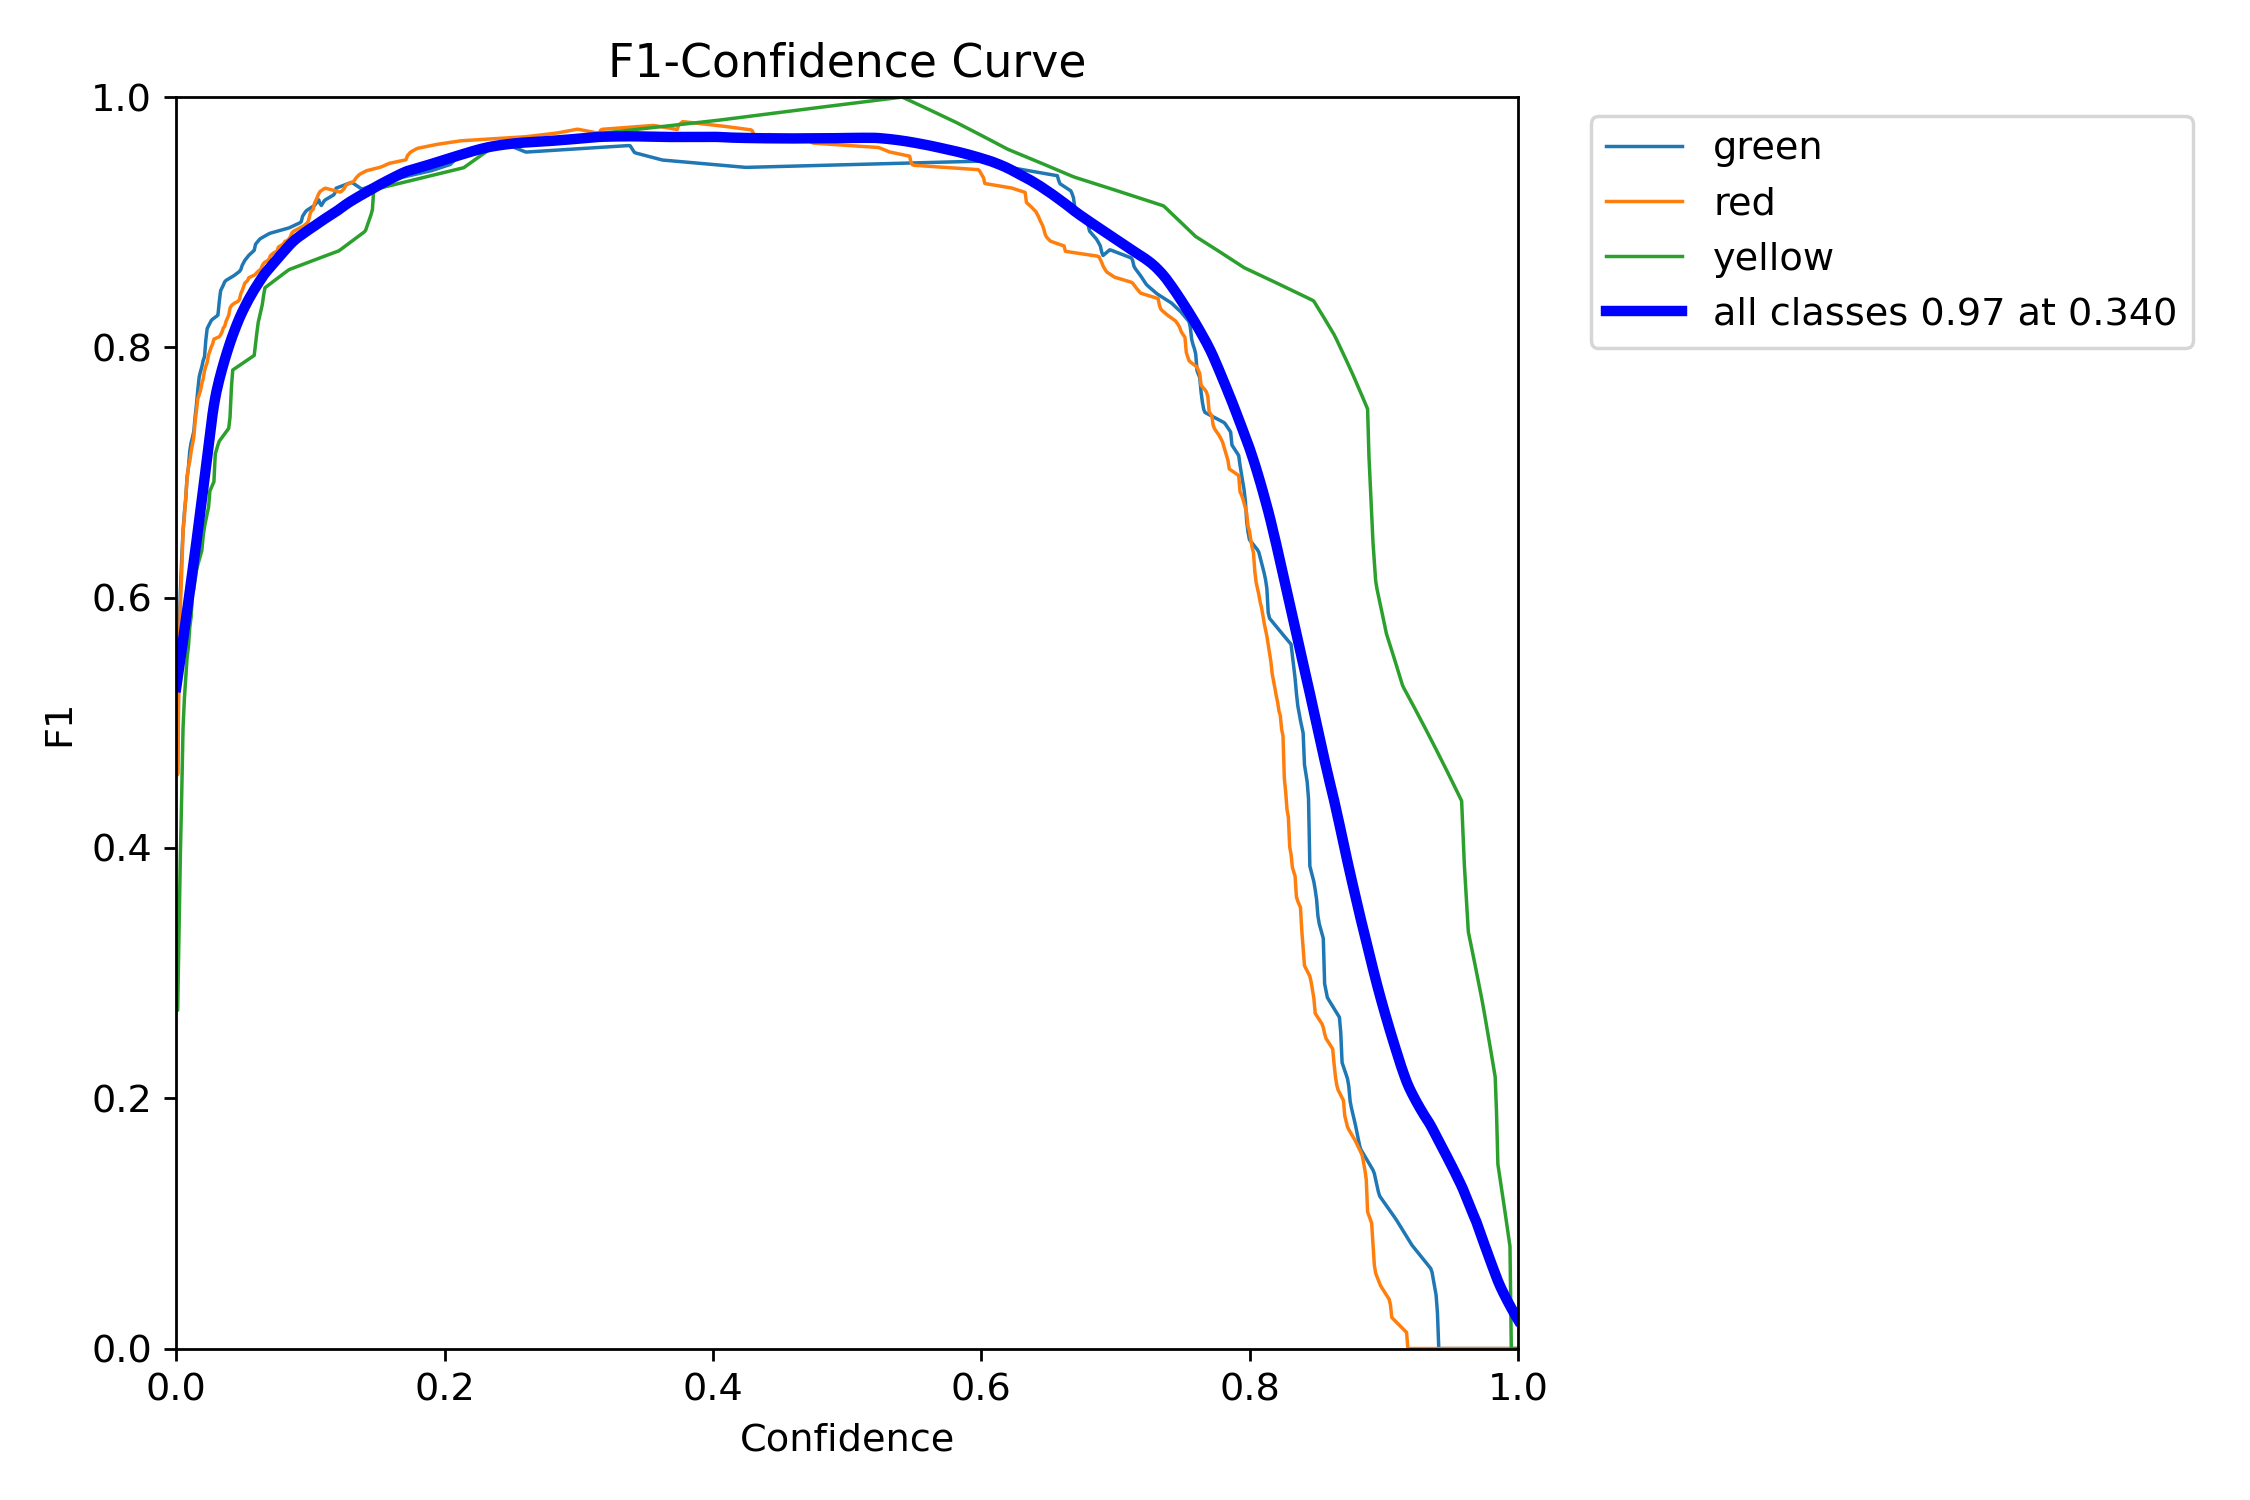 F1-Confidence Curve
1.0
0.8
0.6
0.4
0.2
0.0
F1
0.0 0.2 0.4 0.6 0.8 1.0
Confidence
green
red
yellow
all classes 0.97 at 0.340